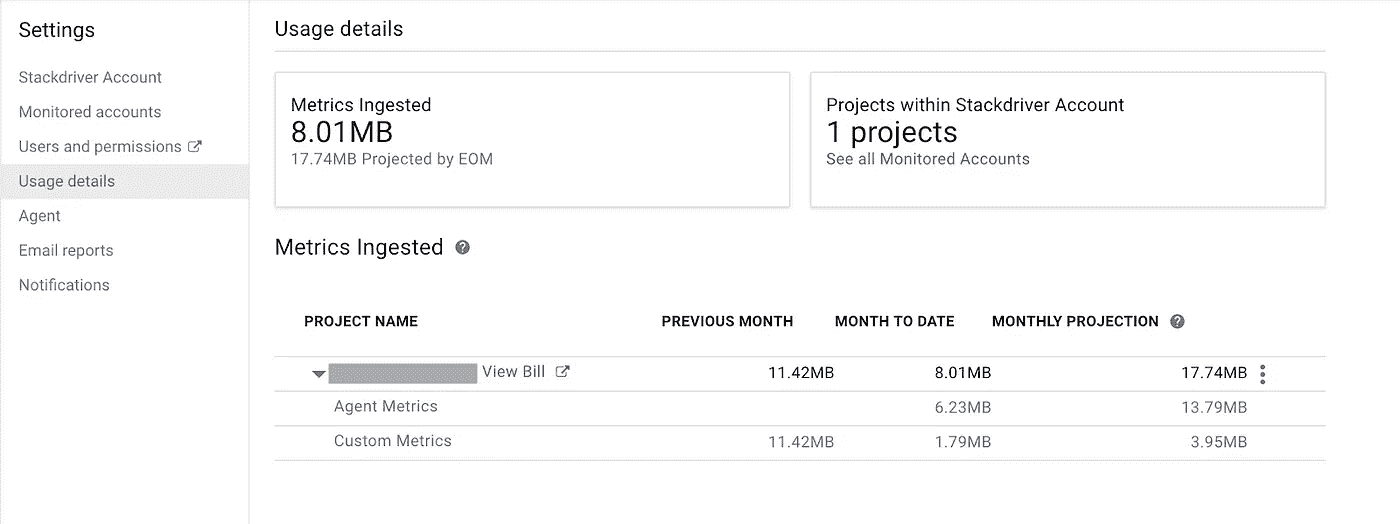 Settings
Stackdriver Account
Monitored accounts
Users and permissions
Usage details
Agent
Email reports
Notifications
Usage details
Metrics Ingested
8.01MB
17.74MB Projected by EOM
Projects within Stackdriver Account
1 projects
See all Monitored Accounts
Metrics Ingested
PROJECT NAME PREVIOUS MONTH MONTH TO DATE MONTHLY PROJECTION
View Bill 11.42MB 8.01MB 17.74MB
Agent Metrics 6.23MB 13.79MB
Custom Metrics 11.42MB 1.79MB 3.95MB